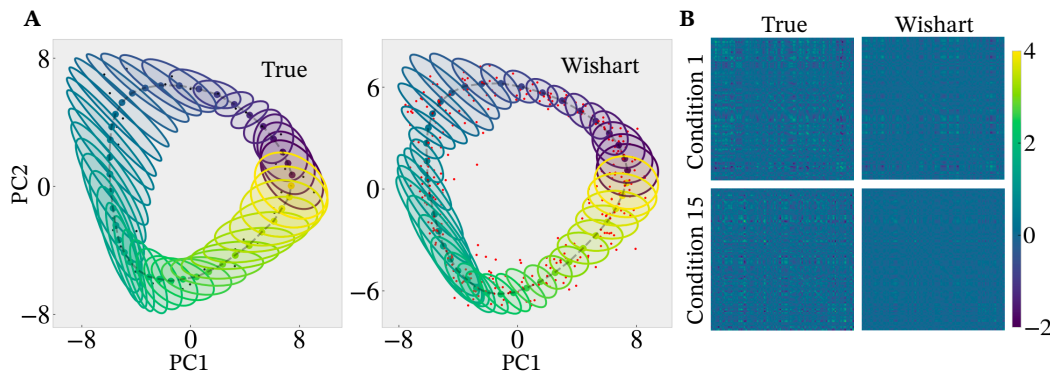 A
True
8
0
−8
PC2
−8
0
8
PC1
Wishart
6
0
−6
−8
0
8
PC1
B
True
Wishart
Condition 1
Condition 15
4
2
0
−2